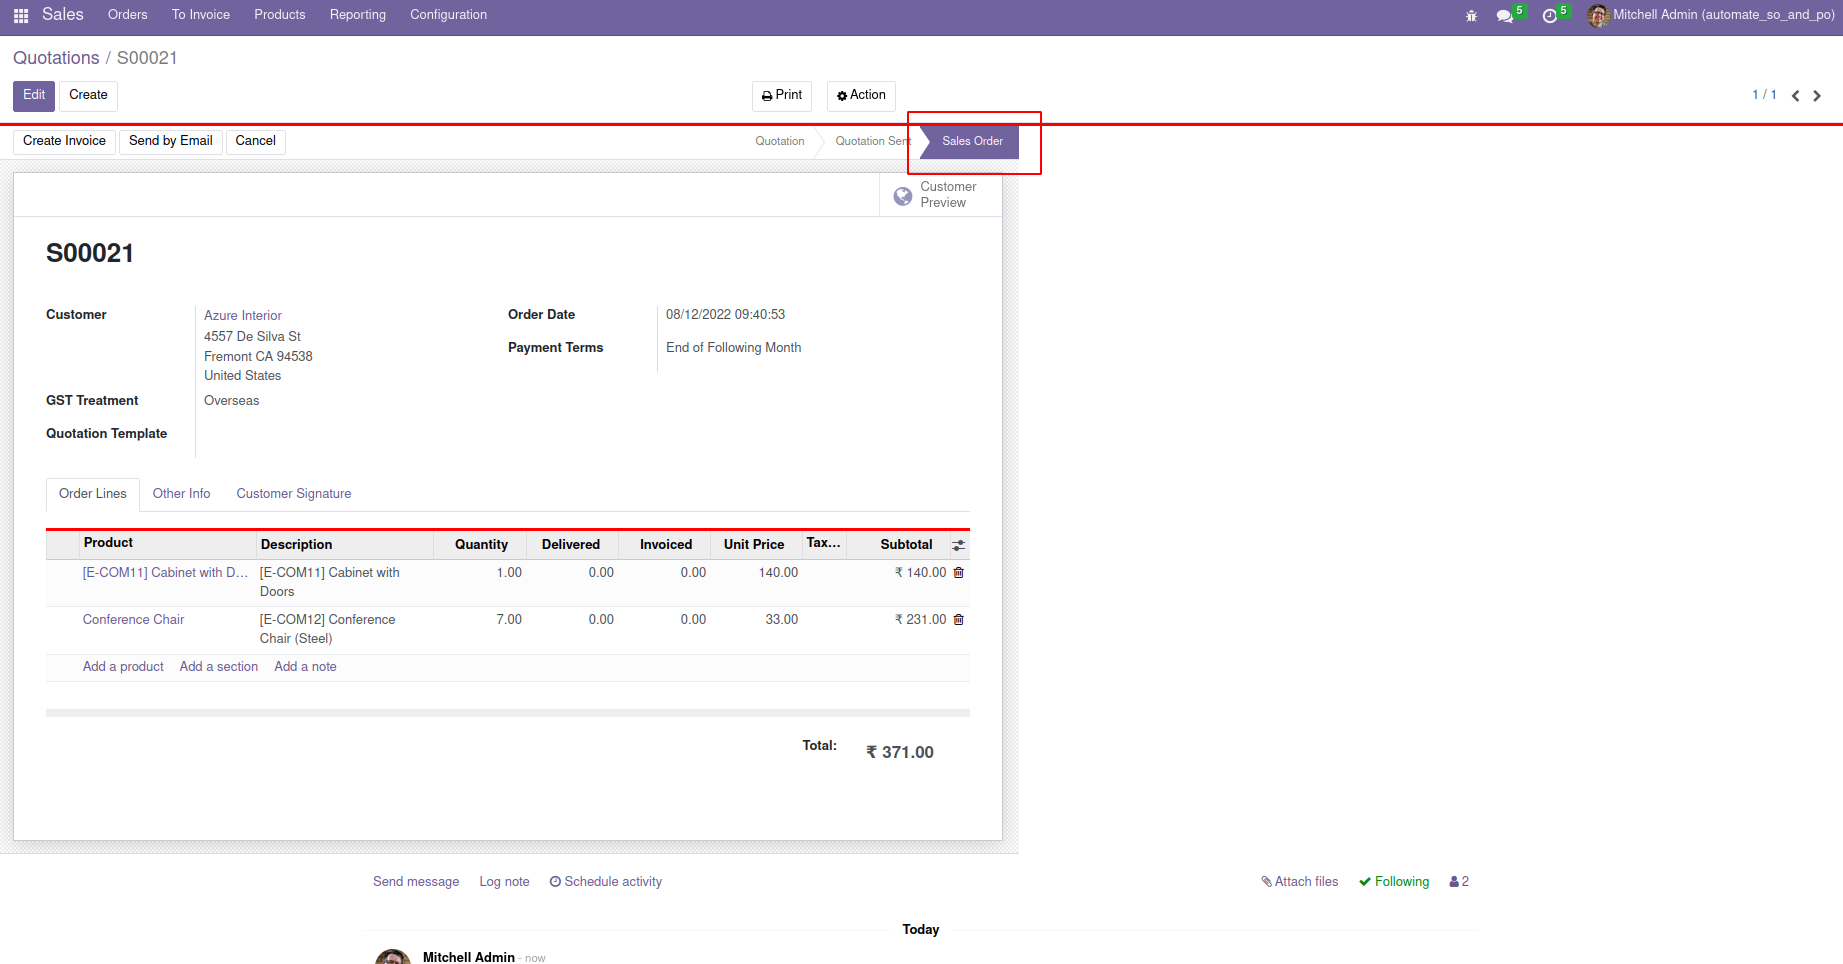 Sales Orders To Invoice Products Reporting Configuration 5 5 Mitchell Admin (automate_so_and_po)
Quotations / S00021
Edit Create Print Action 1 / 1
Create Invoice Send by Email Cancel Quotation Quotation Sent Sales Order
Customer
Preview
S00021
Customer Azure Interior Order Date 08/12/2022 09:40:53
4557 De Silva St
Fremont CA 94538 Payment Terms End of Following Month
United States
GST Treatment Overseas
Quotation Template
Order Lines Other Info Customer Signature
Product Description Quantity Delivered Invoiced Unit Price Tax... Subtotal
[E-COM11] Cabinet with D... [E-COM11] Cabinet with 1.00 0.00 0.00 140.00 ₹ 140.00
Doors
Conference Chair [E-COM12] Conference 7.00 0.00 0.00 33.00 ₹ 231.00
Chair (Steel)
Add a product Add a section Add a note
Total: ₹ 371.00
Send message Log note Schedule activity Attach files Following 2
Today
Mitchell Admin - now